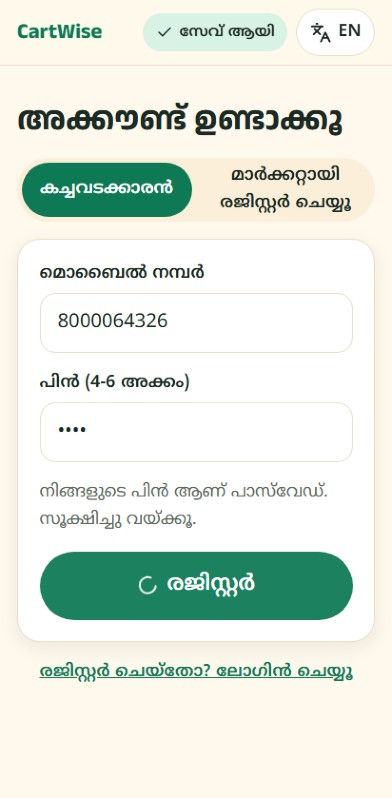 CartWise
സേവ് ആയി
EN
അക്കൗണ്ട് ഉണ്ടാക്കൂ
കച്ചവടക്കാരൻ
മാർക്കറ്റായി
രജിസ്റ്റർ ചെയ്യൂ
മൊബൈൽ നമ്പർ
8000064326
പിൻ (4-6 അക്കം)
••••
നിങ്ങളുടെ പിൻ ആണ് പാസ്‌വേഡ്.
സൂക്ഷിച്ചു വയ്ക്കൂ.
രജിസ്റ്റർ
രജിസ്റ്റർ ചെയ്തോ? ലോഗിൻ ചെയ്യൂ